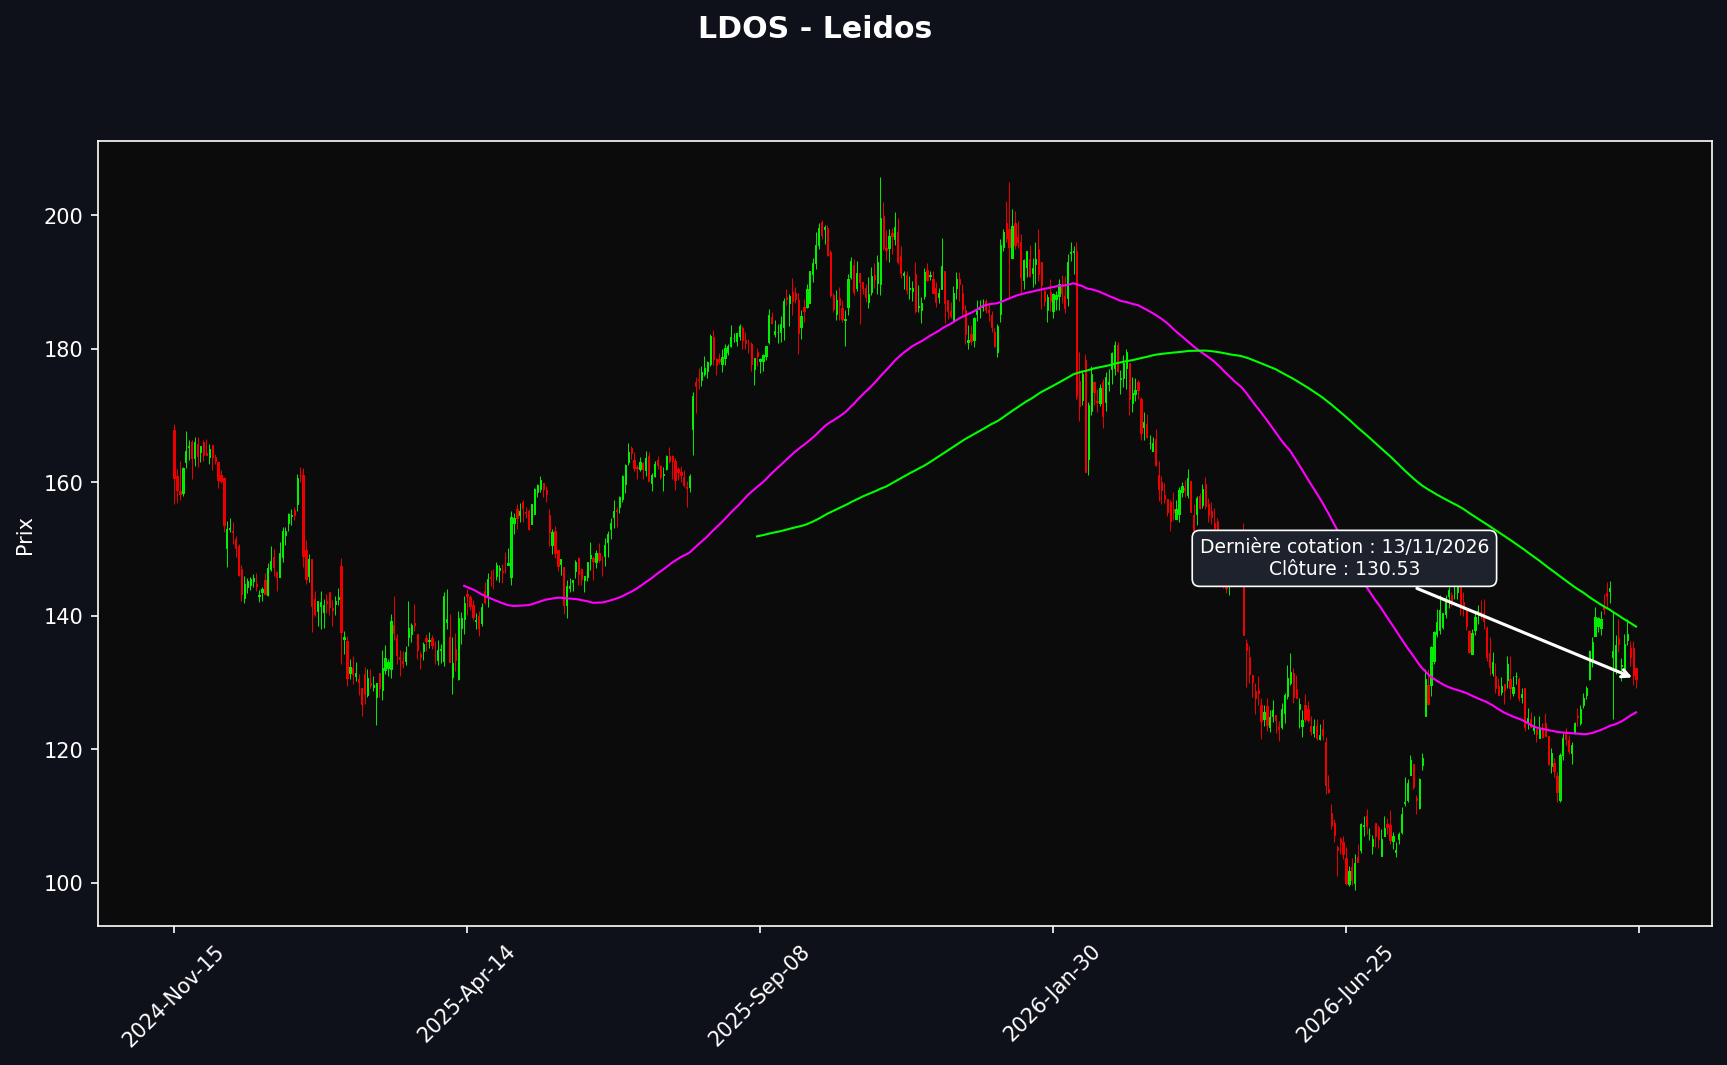 LDOS - Leidos
Prix
200
180
160
140
120
100
Dernière cotation : 13/11/2026
Clôture : 130.53
2024-Nov-15
2025-Apr-14
2025-Sep-08
2026-Jan-30
2026-Jun-25